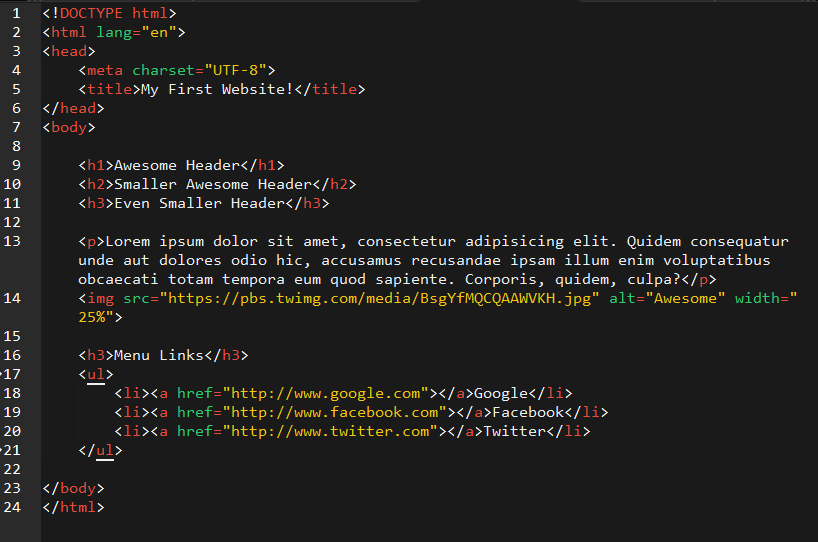 1 <!DOCTYPE html>
2 <html lang="en">
3 <head>
4 <meta charset="UTF-8">
5 <title>My First Website!</title>
6 </head>
7 <body>
8
9 <h1>Awesome Header</h1>
10 <h2>Smaller Awesome Header</h2>
11 <h3>Even Smaller Header</h3>
12
13 <p>Lorem ipsum dolor sit amet, consectetur adipisicing elit. Quidem consequatur
unde aut dolores odio hic, accusamus recusandae ipsam illum enim voluptatibus
obcaecati totam tempora eum quod sapiente. Corporis, quidem, culpa?</p>
14 <img src="https://pbs.twimg.com/media/BsgYfMQCQAAWVKH.jpg" alt="Awesome" width="
25%">
15
16 <h3>Menu Links</h3>
17 <ul>
18 <li><a href="http://www.google.com"></a>Google</li>
19 <li><a href="http://www.facebook.com"></a>Facebook</li>
20 <li><a href="http://www.twitter.com"></a>Twitter</li>
21 </ul>
22
23 </body>
24 </html>